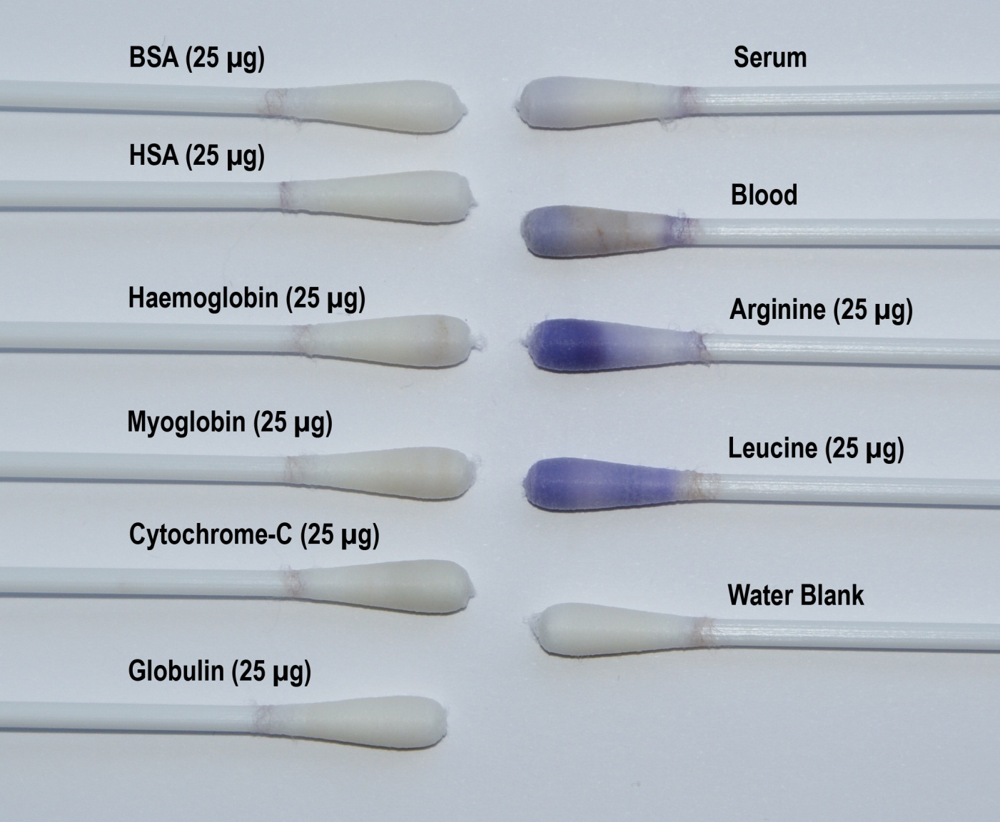 BSA (25 µg)
HSA (25 µg)
Haemoglobin (25 µg)
Myoglobin (25 µg)
Cytochrome-C (25 µg)
Globulin (25 µg)
Serum
Blood
Arginine (25 µg)
Leucine (25 µg)
Water Blank